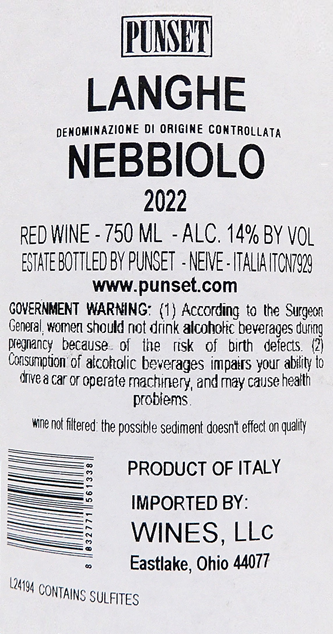 PUNSET
LANGHE
DENOMINAZIONE DI ORIGINE CONTROLLATA
NEBBIOLO
2022
RED WINE - 750 ML - ALC. 14% BY VOL
ESTATE BOTTLED BY PUNSET - NEIVE - ITALIA ITCN7929
www.punset.com
GOVERNMENT WARNING: (1) According to the Surgeon
General, women should not drink alcoholic beverages during
pregnancy because of the risk of birth defects. (2)
Consumption of alcoholic beverages impairs your ability to
drive a car or operate machinery, and may cause health
problems.
wine not filtered: the possible sediment doesn't effect on quality
PRODUCT OF ITALY
IMPORTED BY:
WINES, LLc
Eastlake, Ohio 44077
8 832771 561338
L24194 CONTAINS SULFITES